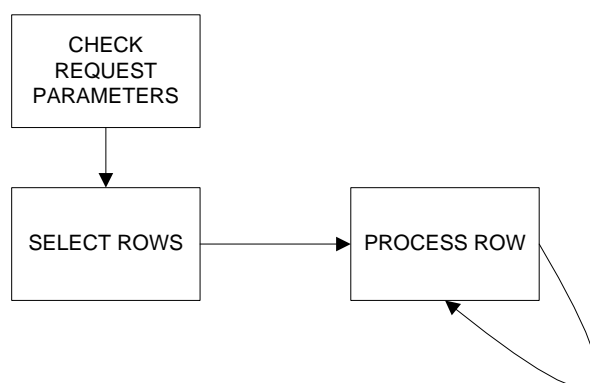 CHECK
REQUEST
PARAMETERS
SELECT ROWS
PROCESS ROW